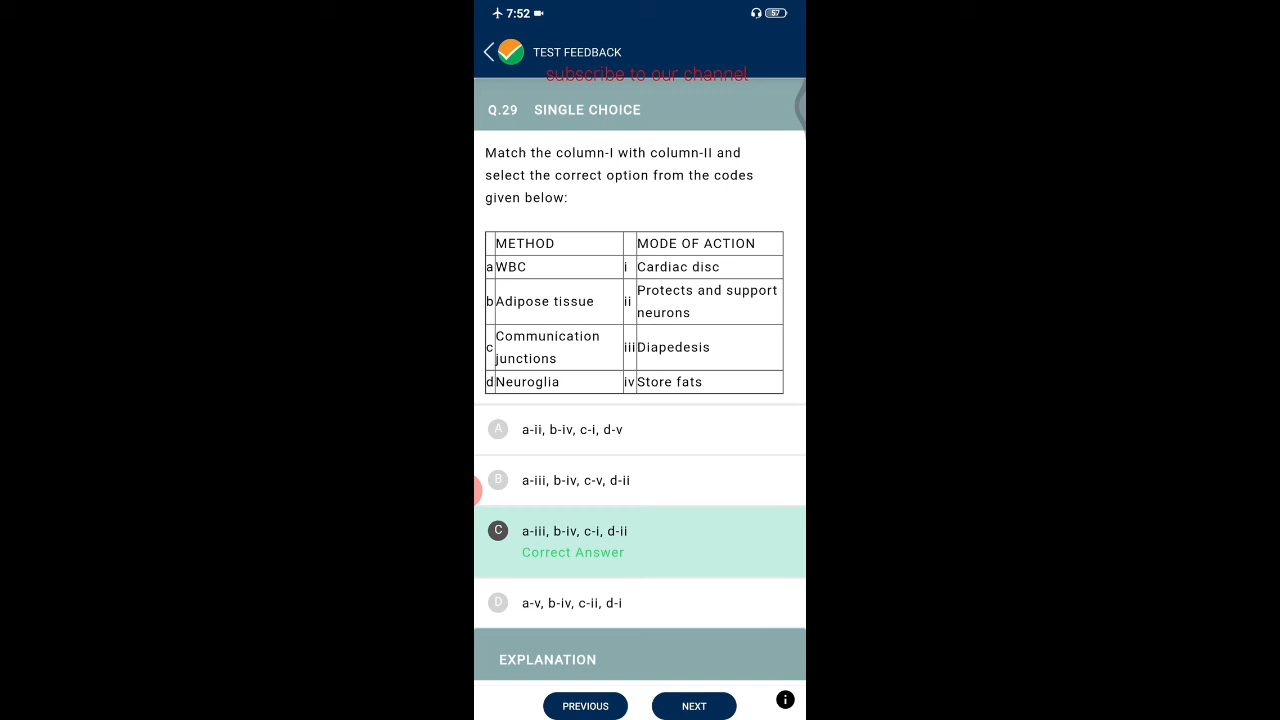 7:52 57
TEST FEEDBACK
subscribe to our channel
Q.29 SINGLE CHOICE
Match the column-I with column-II and
select the correct option from the codes
given below:
METHOD MODE OF ACTION
a WBC i Cardiac disc
b Adipose tissue ii Protects and support
neurons
c Communication
junctions iii Diapedesis
d Neuroglia iv Store fats
A a-ii, b-iv, c-i, d-v
B a-iii, b-iv, c-v, d-ii
C a-iii, b-iv, c-i, d-ii
Correct Answer
D a-v, b-iv, c-ii, d-i
EXPLANATION
PREVIOUS NEXT i